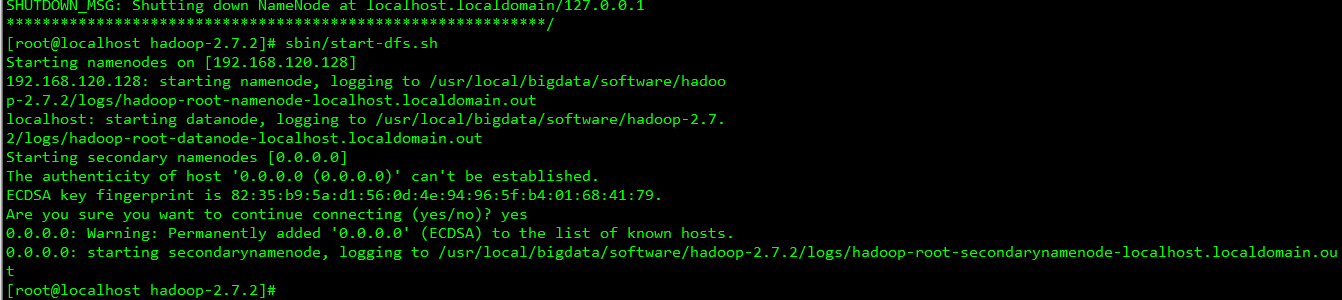 SHUTDOWN_MSG: Shutting down NameNode at localhost.localdomain/127.0.0.1
************************************************************/
[root@localhost hadoop-2.7.2]# sbin/start-dfs.sh
Starting namenodes on [192.168.120.128]
192.168.120.128: starting namenode, logging to /usr/local/bigdata/software/hadoo
p-2.7.2/logs/hadoop-root-namenode-localhost.localdomain.out
localhost: starting datanode, logging to /usr/local/bigdata/software/hadoop-2.7.
2/logs/hadoop-root-datanode-localhost.localdomain.out
Starting secondary namenodes [0.0.0.0]
The authenticity of host '0.0.0.0 (0.0.0.0)' can't be established.
ECDSA key fingerprint is 82:35:b9:5a:d1:56:0d:4e:94:96:5f:b4:01:68:41:79.
Are you sure you want to continue connecting (yes/no)? yes
0.0.0.0: Warning: Permanently added '0.0.0.0' (ECDSA) to the list of known hosts.
0.0.0.0: starting secondarynamenode, logging to /usr/local/bigdata/software/hadoop-2.7.2/logs/hadoop-root-secondarynamenode-localhost.localdomain.ou
t
[root@localhost hadoop-2.7.2]#